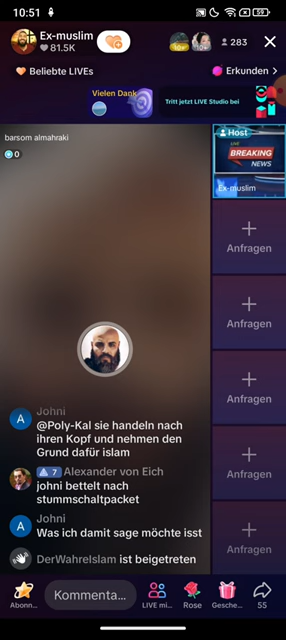 10:51
59
Ex-muslim
81.5K
10+
283
Beliebte LIVEs
Erkunden
Vielen Dank
Tritt jetzt LIVE Studio bei
barsom almahraki
0
Host
LIVE
BREAKING
NEWS
Ex-muslim
Anfragen
Anfragen
Anfragen
Anfragen
Anfragen
Johni
A
@Poly-Kal sie handeln nach
ihren Kopf und nehmen den
Grund dafür islam
7 Alexander von Eich
johni bettelt nach
stummschaltpacket
A
Johni
Was ich damit sage möchte isst
DerWahreIslam ist beigetreten
Abonn...
Kommenta...
LIVE mi...
Rose
Gesche...
55